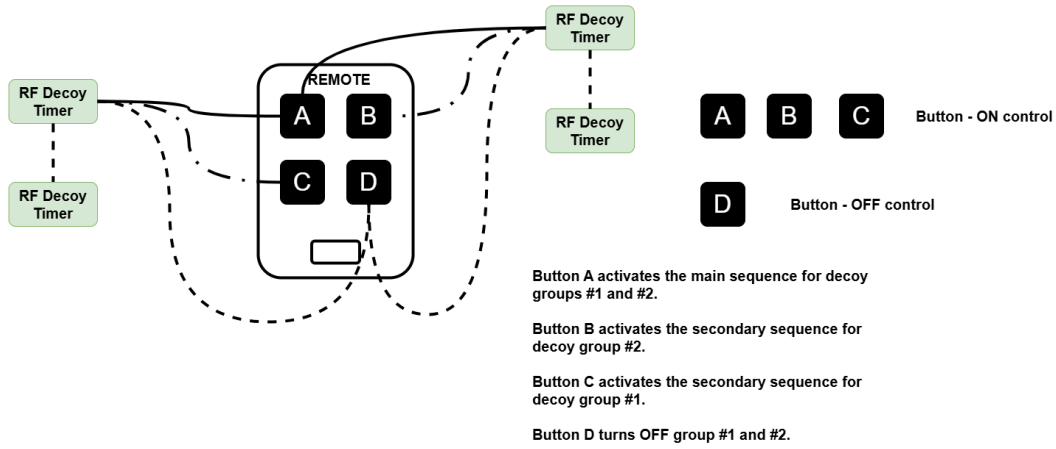 RF Decoy
Timer
REMOTE
RF Decoy
Timer
A
B
RF Decoy
Timer
A
B
C
Button - ON control
C
D
RF Decoy
Timer
D
Button - OFF control
Button A activates the main sequence for decoy
groups #1 and #2.
Button B activates the secondary sequence for
decoy group #2.
Button C activates the secondary sequence for
decoy group #1.
Button D turns OFF group #1 and #2.